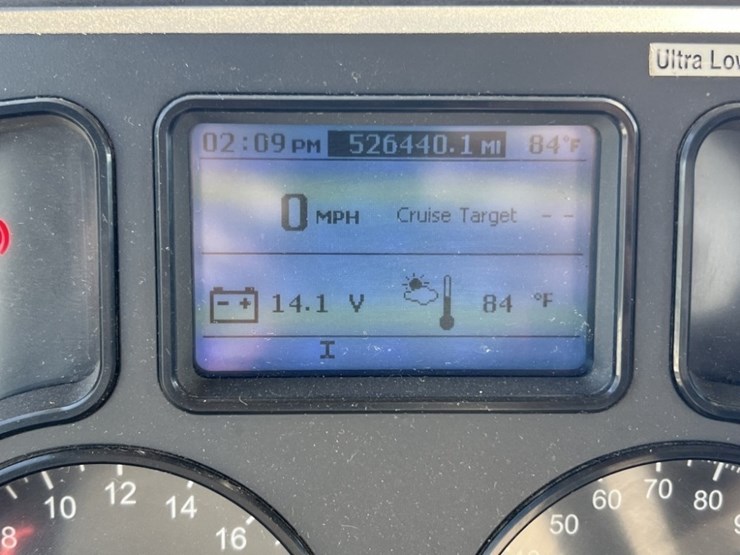 Ultra Lo
02:09 PM 526440.1 MI 84°F
0 MPH Cruise Target - -
- + 14.1 V 84 °F
I
8 10 12 14 16
50 60 70 80